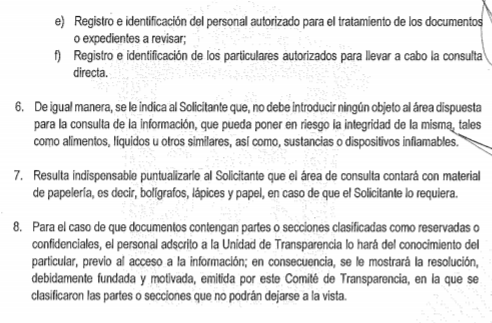 e) Registro e identificación del personal autorizado para el tratamiento de los documentos
o expedientes a revisar;
f) Registro e identificación de los particulares autorizados para llevar a cabo la consulta
directa.
6. De igual manera, se le indica al Solicitante que, no debe introducir ningún objeto al área dispuesta
para la consulta de la información, que pueda poner en riesgo la integridad de la misma, tales
como alimentos, líquidos u otros similares, así como, sustancias o dispositivos inflamables.
7. Resulta indispensable puntualizarle al Solicitante que el área de consulta contará con material
de papelería, es decir, bolígrafos, lápices y papel, en caso de que el Solicitante lo requiera.
8. Para el caso de que documentos contengan partes o secciones clasificadas como reservadas o
confidenciales, el personal adscrito a la Unidad de Transparencia lo hará del conocimiento del
particular, previo al acceso a la información; en consecuencia, se le mostrará la resolución,
debidamente fundada y motivada, emitida por este Comité de Transparencia, en la que se
clasificaron las partes o secciones que no podrán dejarse a la vista.